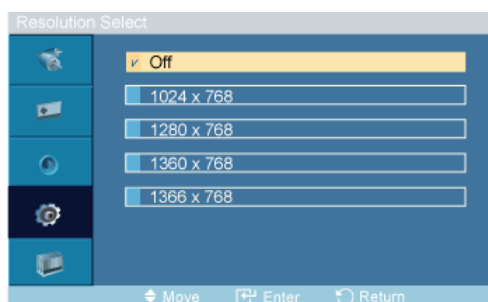 Resolution Select
Off
1024 x 768
1280 x 768
1360 x 768
1366 x 768
Move Enter Return